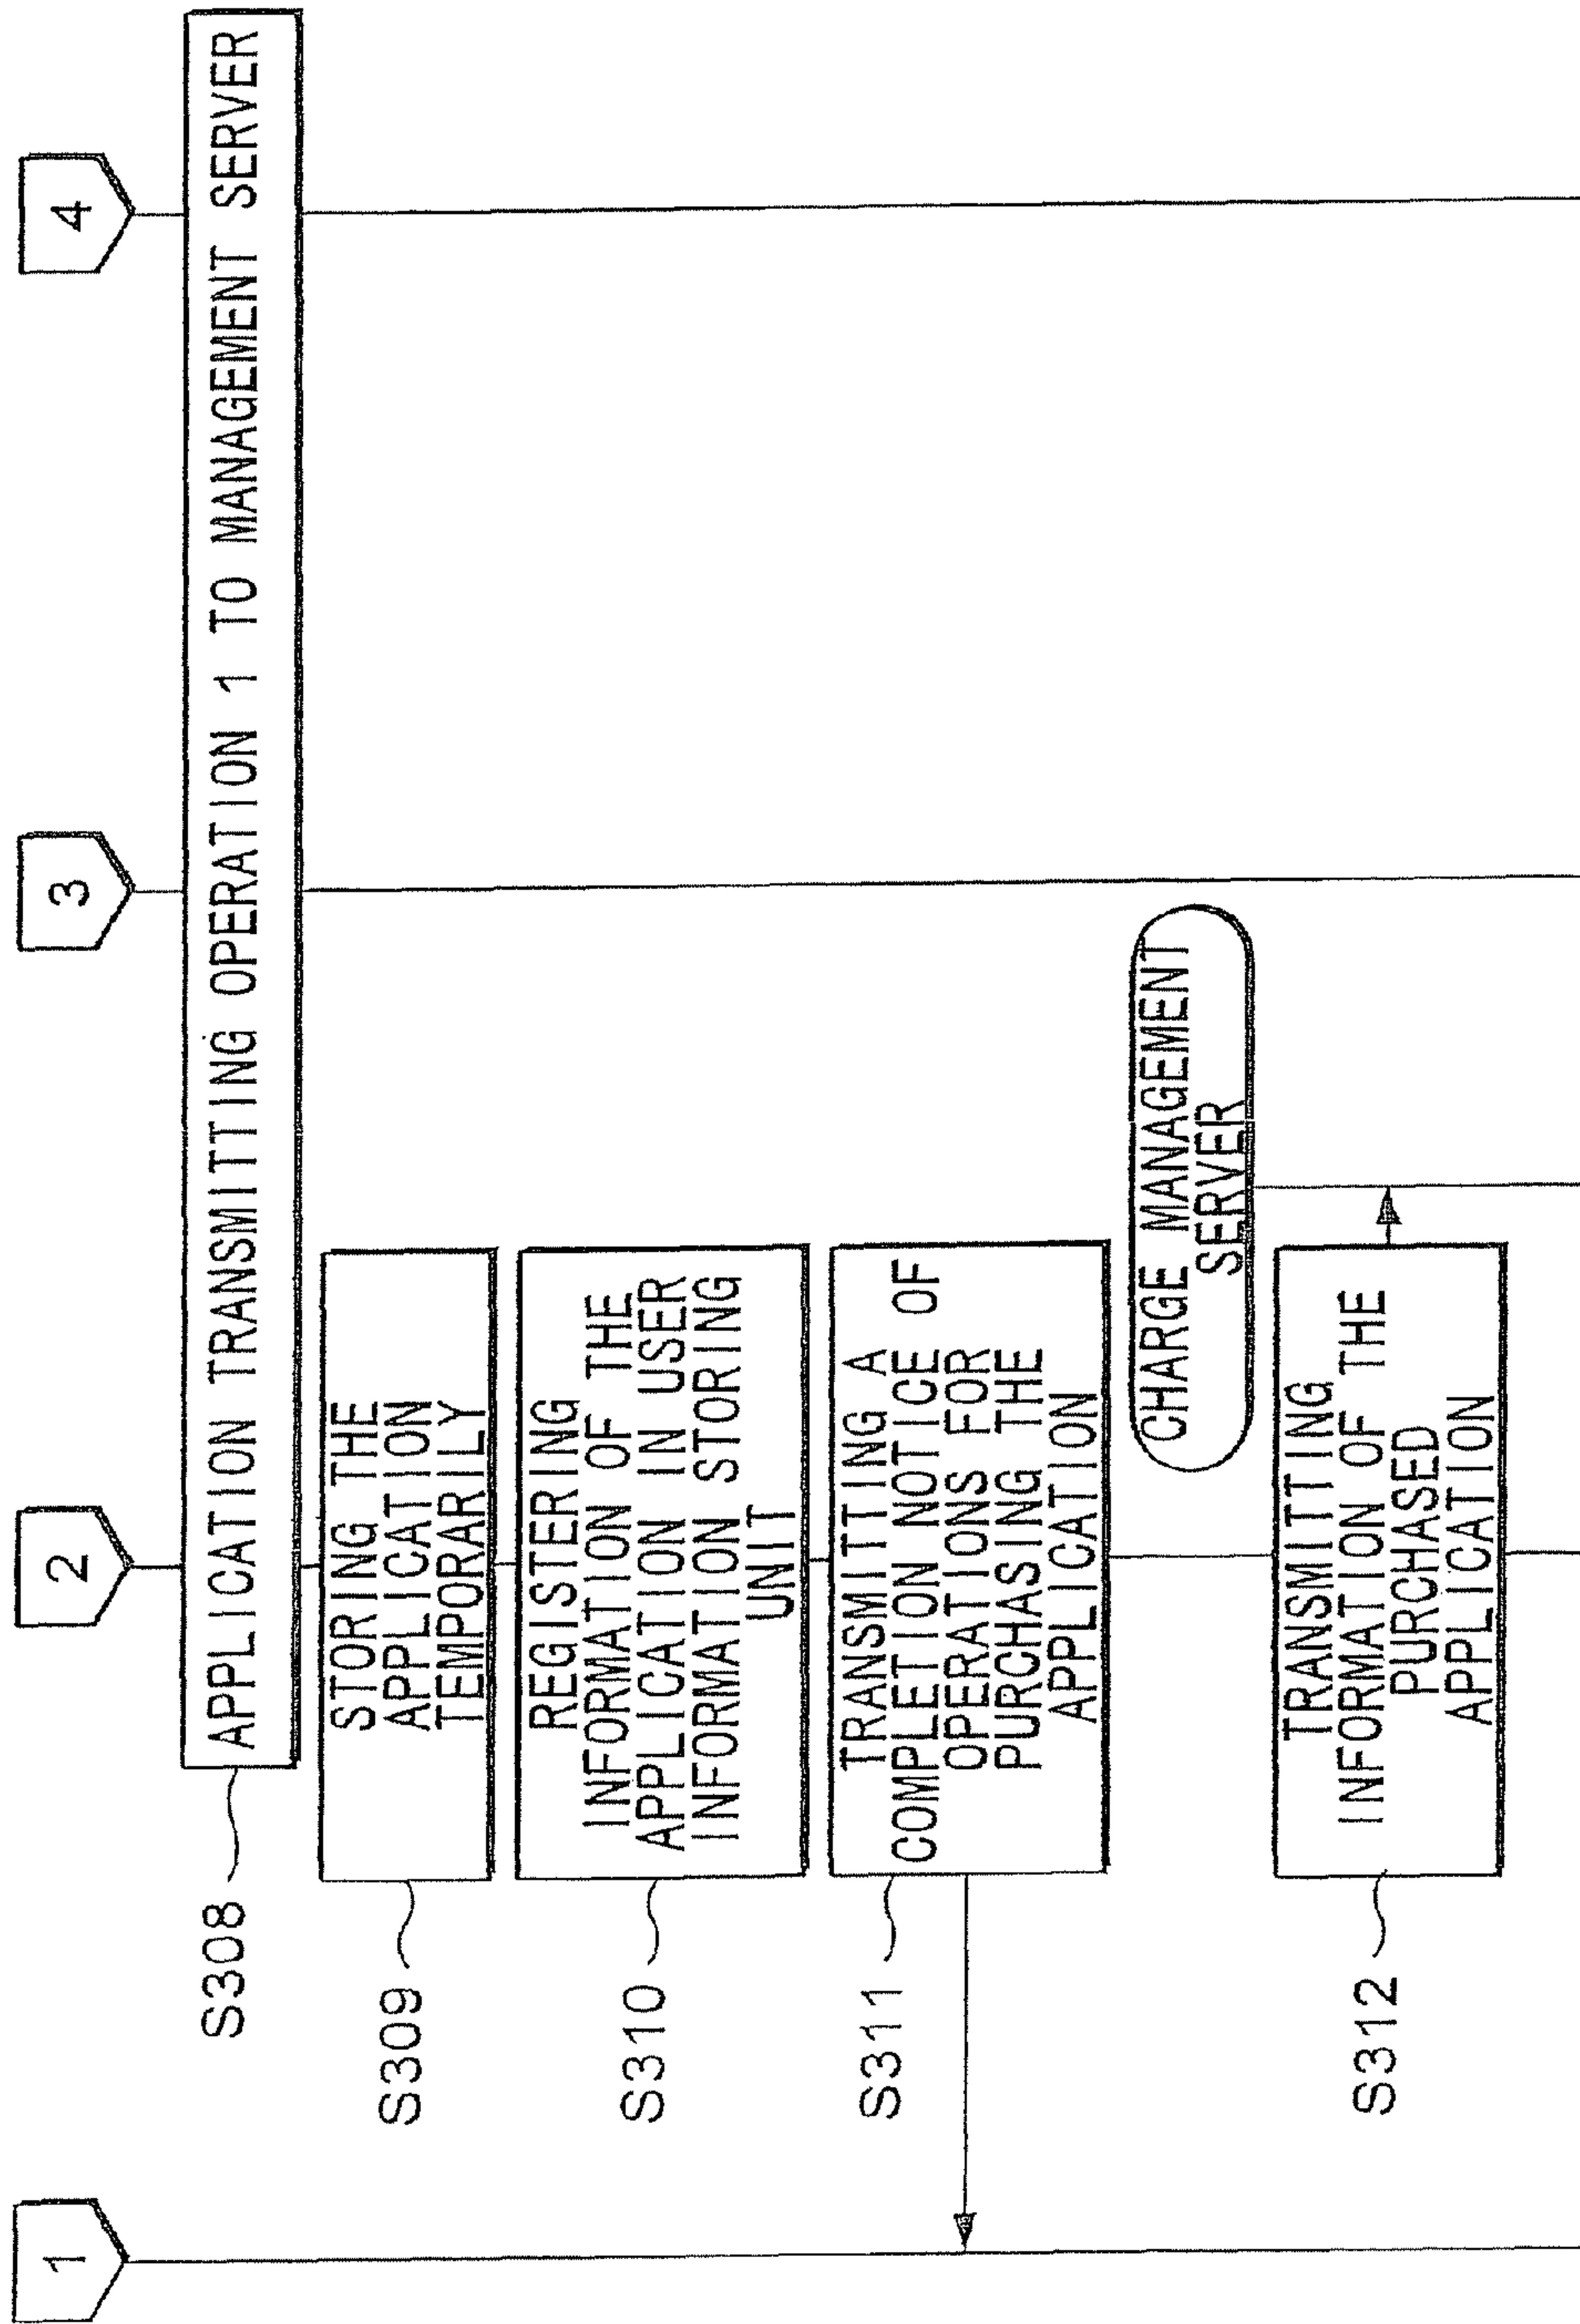 1
2
3
4
S308
APPLICATION TRANSMITTING OPERATION 1 TO MANAGEMENT SERVER
S309
STORING THE
APPLICATION
TEMPORARILY
S310
REGISTERING
INFORMATION OF THE
APPLICATION IN USER
INFORMATION STORING
UNIT
S311
TRANSMITTING A
COMPLETION NOTICE OF
OPERATIONS FOR
PURCHASING THE
APPLICATION
CHARGE MANAGEMENT
SERVER
S312
TRANSMITTING
INFORMATION OF THE
PURCHASED
APPLICATION